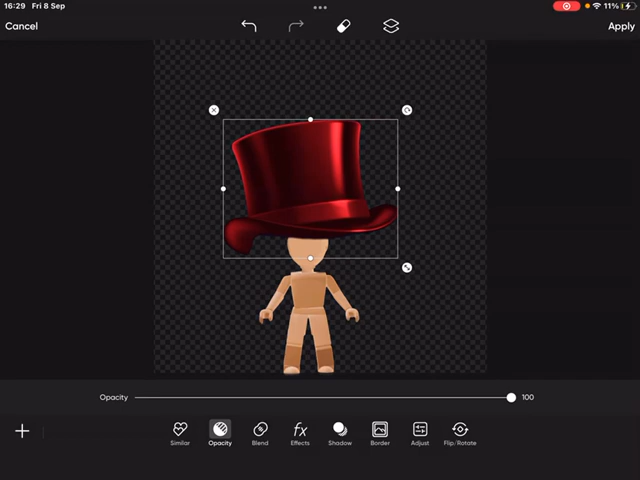 16:29 Fri 8 Sep
11%
Cancel
Apply
Opacity
100
Similar
Opacity
Blend
fx
Effects
Shadow
Border
Adjust
Flip/Rotate